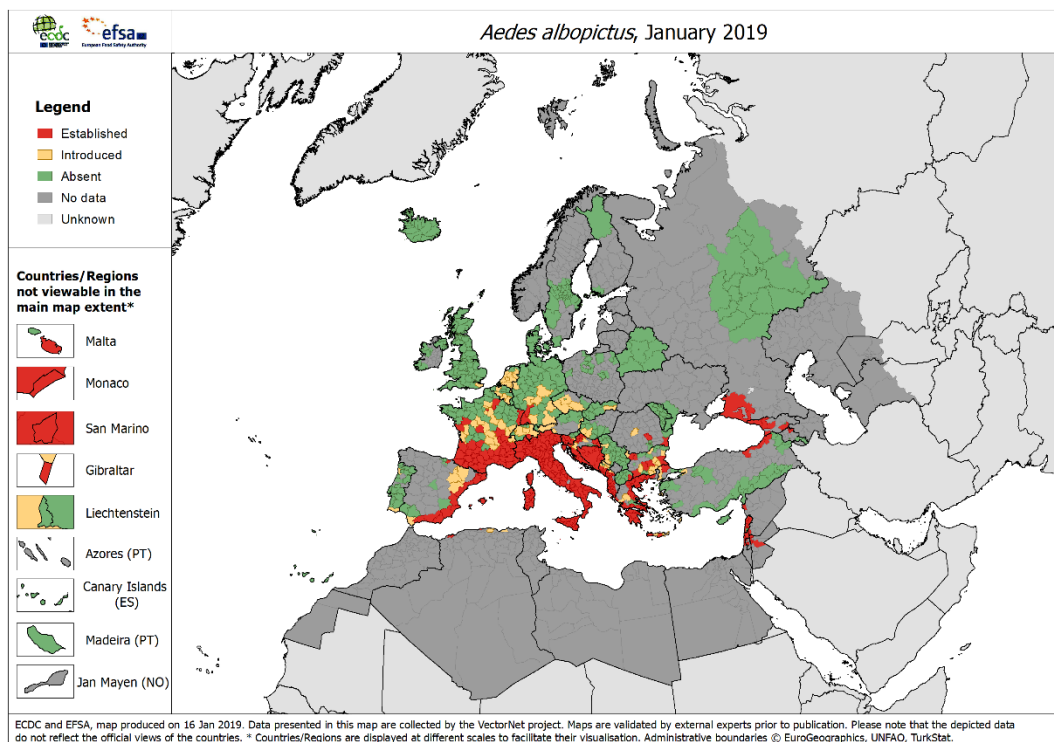 ecdc
efsa
European Food Safety Authority
Aedes albopictus, January 2019
Legend
Established
Introduced
Absent
No data
Unknown
Countries/Regions
not viewable in the
main map extent*
Malta
Monaco
San Marino
Gibraltar
Liechtenstein
Azores (PT)
Canary Islands
(ES)
Madeira (PT)
Jan Mayen (NO)
ECDC and EFSA, map produced on 16 Jan 2019. Data presented in this map are collected by the VectorNet project. Maps are validated by external experts prior to publication. Please note that the depicted data
do not reflect the official views of the countries. * Countries/Regions are displayed at different scales to facilitate their visualisation. Administrative boundaries © EuroGeographics, UNFAO, TurkStat.